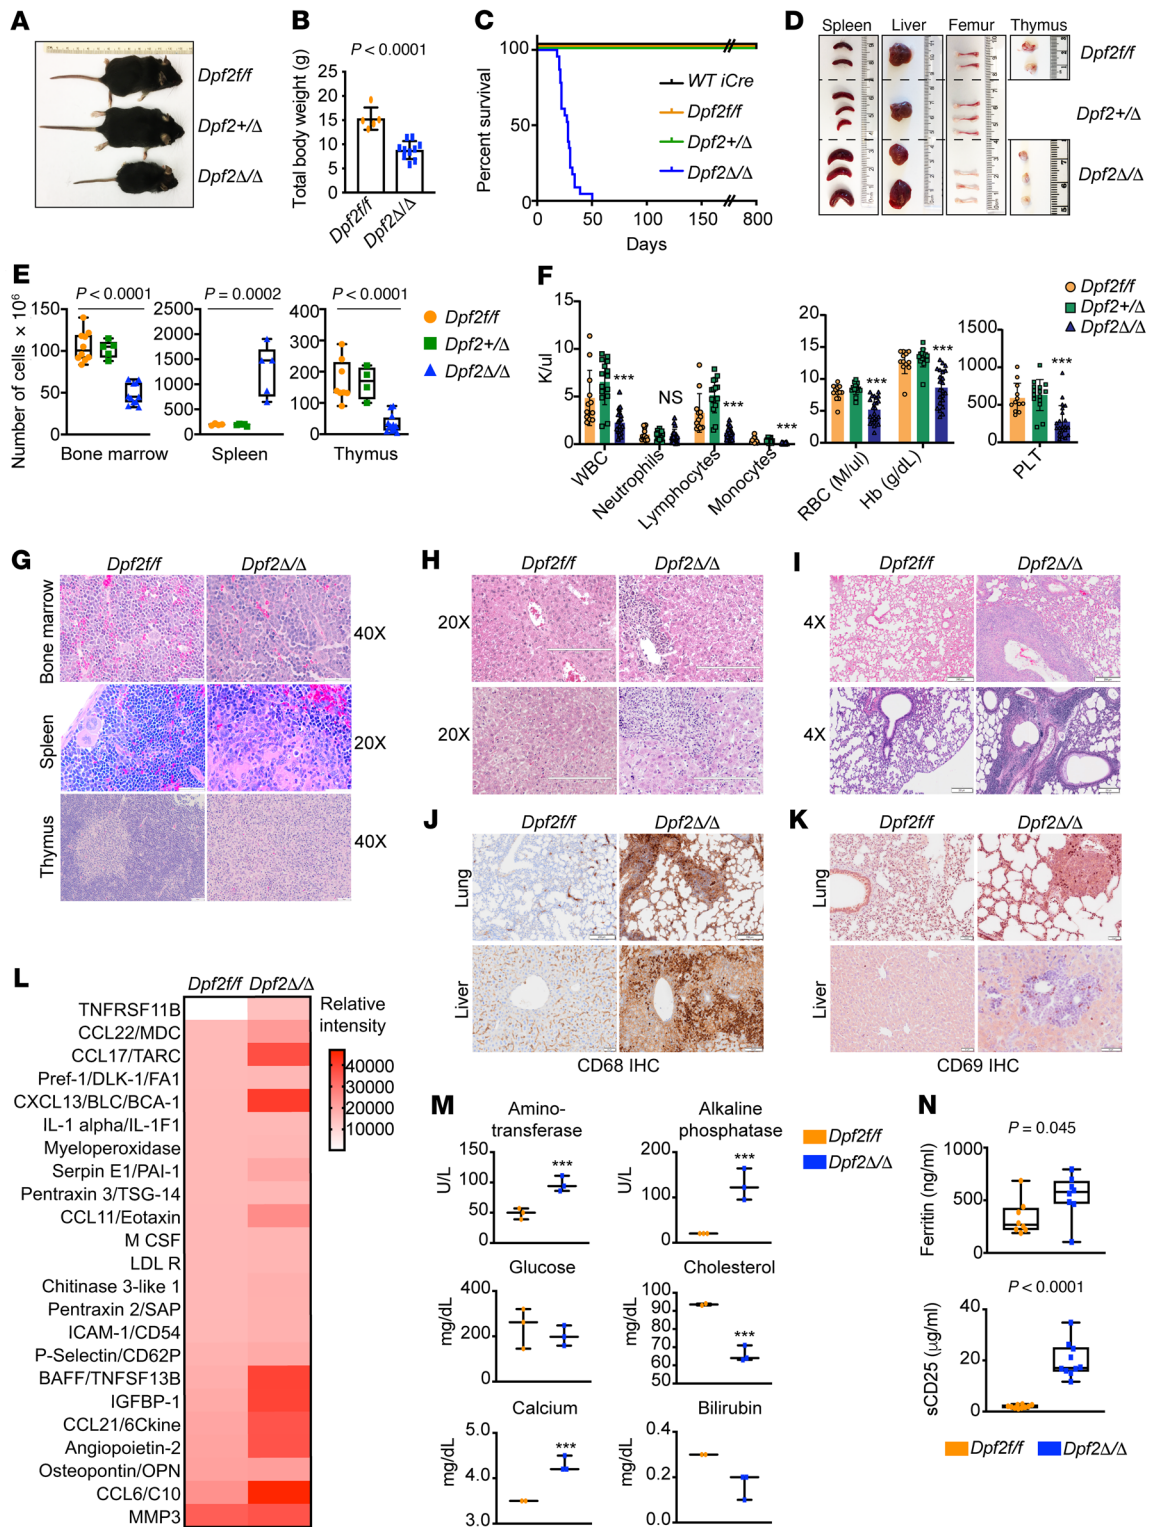 A
Dpf2f/f
Dpf2+/Δ
Dpf2Δ/Δ
B
P < 0.0001
Total body weight (g)
25
20
15
10
5
0
Dpf2f/f
Dpf2Δ/Δ
C
Percent survival
100
50
0
WT iCre
Dpf2f/f
Dpf2+/Δ
Dpf2Δ/Δ
0
50
100
150
800
Days
D
Spleen
Liver
Femur
Thymus
Dpf2f/f
Dpf2+/Δ
Dpf2Δ/Δ
E
Number of cells × 10⁶
P < 0.0001
150
100
50
0
Bone marrow
P = 0.0002
2500
2000
1500
1000
500
0
Spleen
P < 0.0001
400
300
200
100
0
Thymus
Dpf2f/f
Dpf2+/Δ
Dpf2Δ/Δ
F
K/ul
15
10
5
0
***
NS
***
***
WBC
Neutrophils
Lymphocytes
Monocytes
20
15
10
5
0
***
***
RBC (M/ul)
Hb (g/dL)
1500
1000
500
0
***
PLT
Dpf2f/f
Dpf2+/Δ
Dpf2Δ/Δ
G
Dpf2f/f
Dpf2Δ/Δ
Bone marrow
40X
Spleen
20X
Thymus
40X
H
Dpf2f/f
Dpf2Δ/Δ
20X
20X
I
Dpf2f/f
Dpf2Δ/Δ
4X
4X
J
Dpf2f/f
Dpf2Δ/Δ
Lung
Liver
CD68 IHC
K
Dpf2f/f
Dpf2Δ/Δ
Lung
Liver
CD69 IHC
L
Dpf2f/f
Dpf2Δ/Δ
TNFRSF11B
CCL22/MDC
CCL17/TARC
Pref-1/DLK-1/FA1
CXCL13/BLC/BCA-1
IL-1 alpha/IL-1F1
Myeloperoxidase
Serpin E1/PAI-1
Pentraxin 3/TSG-14
CCL11/Eotaxin
M CSF
LDL R
Chitinase 3-like 1
Pentraxin 2/SAP
ICAM-1/CD54
P-Selectin/CD62P
BAFF/TNFSF13B
IGFBP-1
CCL21/6Ckine
Angiopoietin-2
Osteopontin/OPN
CCL6/C10
MMP3
Relative
intensity
40000
30000
20000
10000
M
Amino-
transferase
U/L
150
100
50
0
***
Alkaline
phosphatase
U/L
200
100
0
***
Dpf2f/f
Dpf2Δ/Δ
Glucose
mg/dL
400
200
0
Cholesterol
mg/dL
100
90
80
70
60
50
***
Calcium
mg/dL
5.0
4.0
3.0
***
Bilirubin
mg/dL
0.4
0.2
0.0
N
P = 0.045
Ferritin (ng/ml)
1000
500
0
P < 0.0001
sCD25 (µg/ml)
40
20
0
Dpf2f/f
Dpf2Δ/Δ